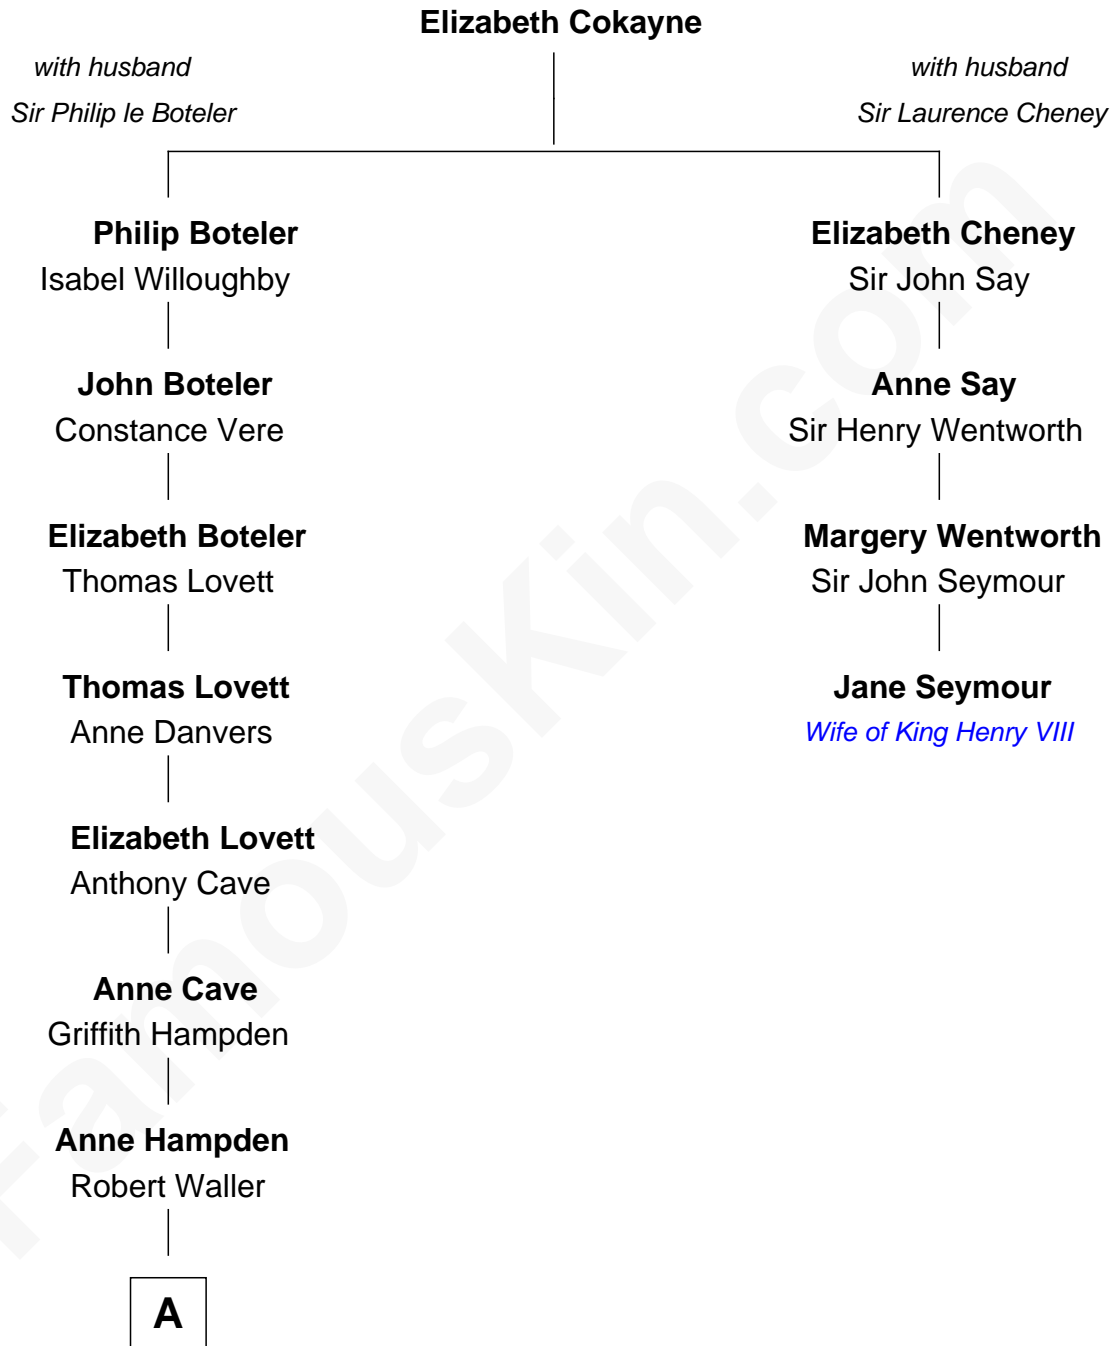 Elizabeth Cokayne
with husband
Sir Philip le Boteler
with husband
Sir Laurence Cheney
Philip Boteler
Isabel Willoughby
Elizabeth Cheney
Sir John Say
John Boteler
Constance Vere
Anne Say
Sir Henry Wentworth
Elizabeth Boteler
Thomas Lovett
Margery Wentworth
Sir John Seymour
Thomas Lovett
Anne Danvers
Jane Seymour
Wife of King Henry VIII
Elizabeth Lovett
Anthony Cave
Anne Cave
Griffith Hampden
Anne Hampden
Robert Waller
A
FamousKin.com